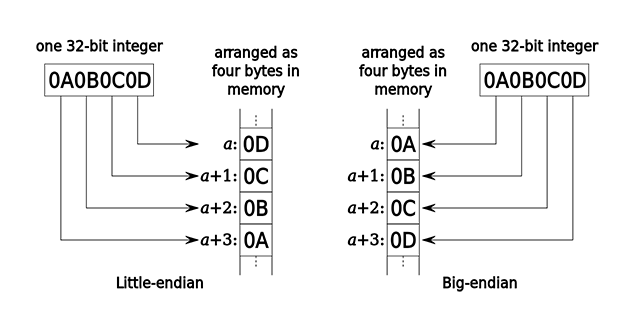 one 32-bit integer
0A0B0C0D
arranged as
four bytes in
memory
a: 0D
a+1: 0C
a+2: 0B
a+3: 0A
Little-endian
arranged as
four bytes in
memory
one 32-bit integer
0A0B0C0D
a: 0A
a+1: 0B
a+2: 0C
a+3: 0D
Big-endian